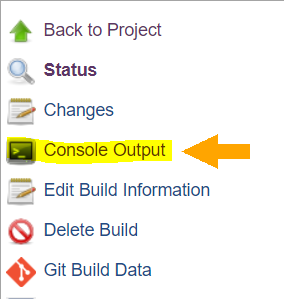 Back to Project
Status
Changes
Console Output
Edit Build Information
Delete Build
Git Build Data